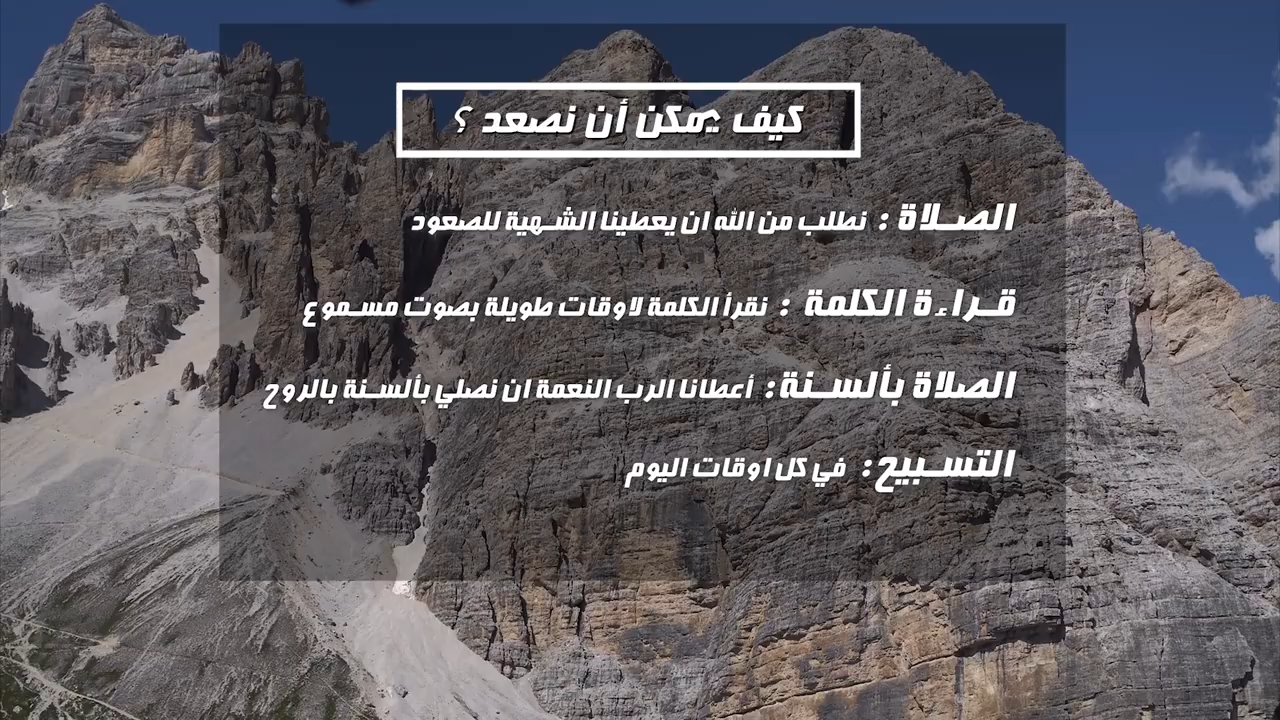 كيف يمكن أن نصعد ؟
الصلاة : نطلب من الله ان يعطينا الشهية للصعود
قراءة الكلمة : نقرأ الكلمة لاوقات طويلة بصوت مسموع
الصلاة بألسنة: أعطانا الرب النعمة ان نصلي بألسنة بالروح
التسبيح: في كل اوقات اليوم